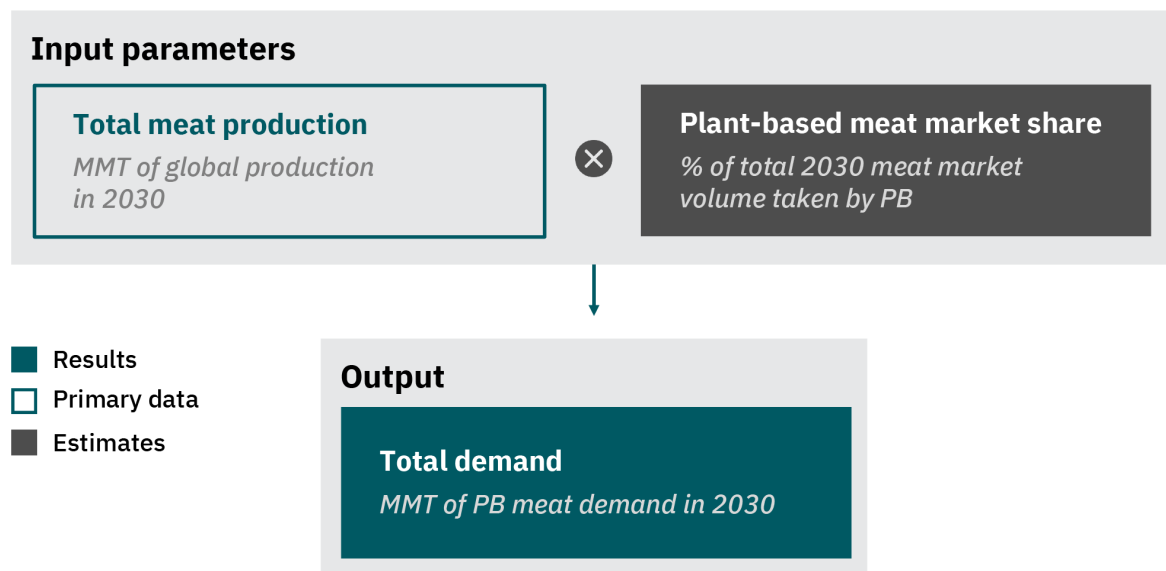 Input parameters
Total meat production
MMT of global production
in 2030
Plant-based meat market share
% of total 2030 meat market
volume taken by PB
Results
Primary data
Estimates
Output
Total demand
MMT of PB meat demand in 2030